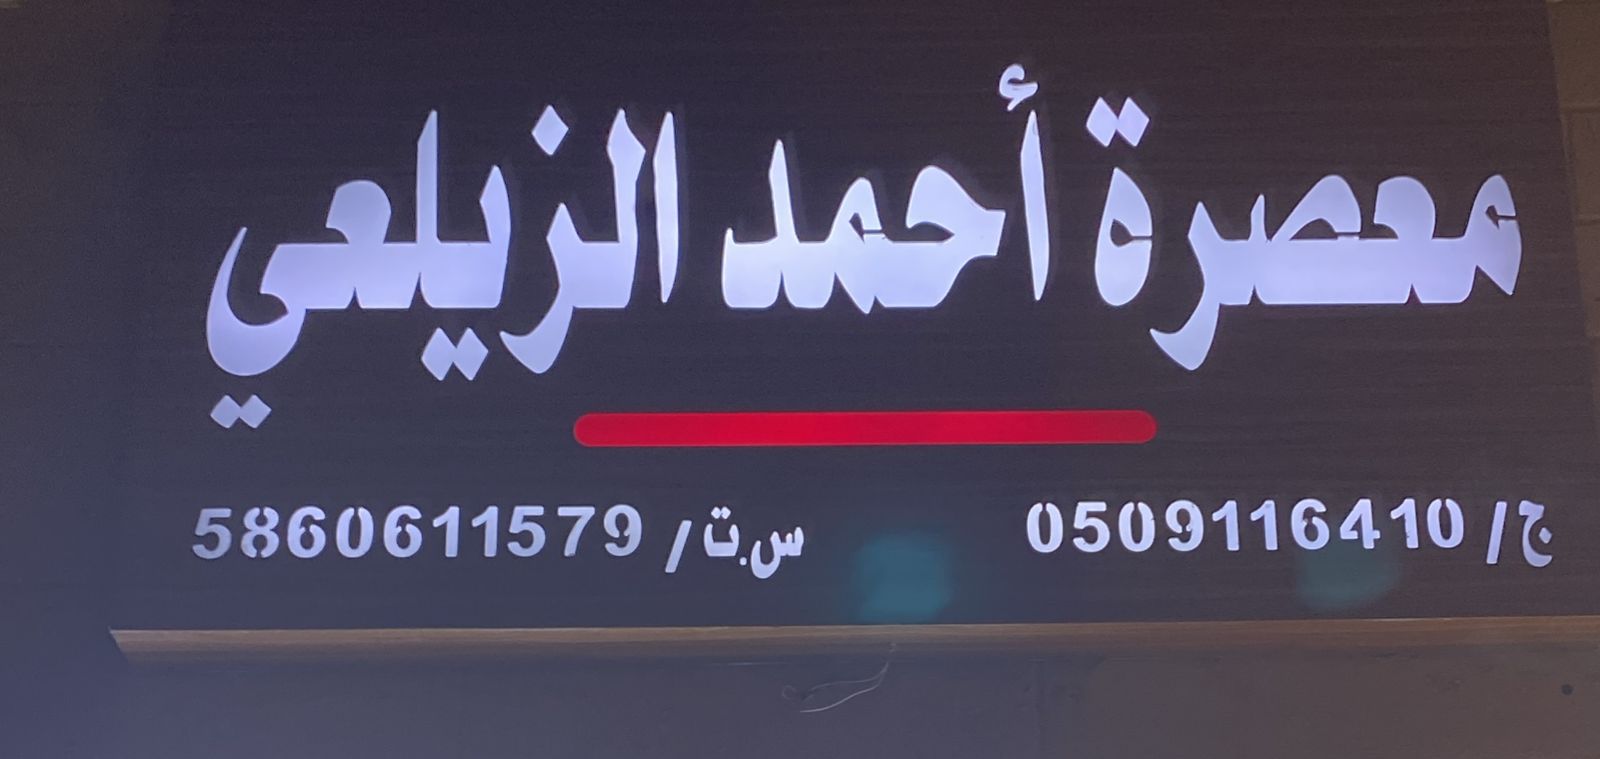 معصرة أحمد الزيلعي
ج/ 0509116410 س.ت/ 5860611579